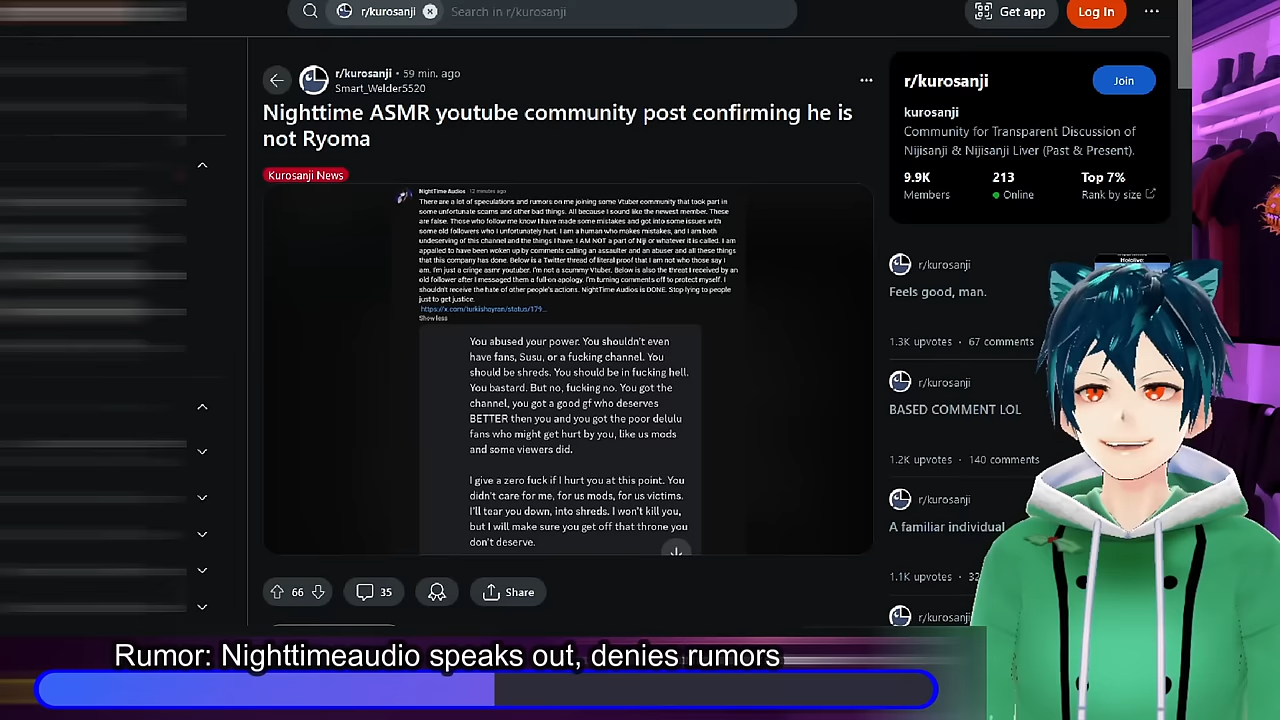 r/kurosanji
Search in r/kurosanji
Get app
Log In
r/kurosanji • 59 min. ago
Smart_Welder5520
Nighttime ASMR youtube community post confirming he is
not Ryoma
Kurosanji News
NightTime Audios 12 minutes ago
There are a lot of speculations and rumors on me joining some Vtuber community that took part in
some unfortunate scams and other bad things. All because I sound like the newest member. These
are false. Those who follow me know I have made some mistakes and got into some issues with
some old followers who I unfortunately hurt. I am a human who makes mistakes, and I am both
undeserving of this channel and the things I have. I AM NOT a part of Niji or whatever it is called. I am
appalled to have been woken up by comments calling an assaulter and an abuser and all these things
that this company has done. Below is a Twitter thread of literal proof that I am not who those say I
am. I'm just a cringe asmr youtuber. I'm not a scummy Vtuber. Below is also the threat I received by an
old follower after I messaged them a full on apology. I'm turning comments off to protect myself. I
shouldn't receive the hate of other people's actions. NightTime Audios is DONE. Stop lying to people
just to get justice.
https://x.com/turkishayran/status/179...
Show less
You abused your power. You shouldn't even
have fans, Susu, or a fucking channel. You
should be shreds. You should be in fucking hell.
You bastard. But no, fucking no. You got the
channel, you got a good gf who deserves
BETTER then you and you got the poor delulu
fans who might get hurt by you, like us mods
and some viewers did.
I give a zero fuck if I hurt you at this point. You
didn't care for me, for us mods, for us victims.
I'll tear you down, into shreds. I won't kill you,
but I will make sure you get off that throne you
don't deserve.
66
35
Share
r/kurosanji
Join
kurosanji
Community for Transparent Discussion of
Nijisanji & Nijisanji Liver (Past & Present).
9.9K 213 Top 7%
Members Online Rank by size
r/kurosanji
Feels good, man.
1.3K upvotes • 67 comments
r/kurosanji
BASED COMMENT LOL
1.2K upvotes • 140 comments
r/kurosanji
A familiar individual
1.1K upvotes • 32
r/kurosanji
Hololive:
Rumor: Nighttimeaudio speaks out, denies rumors